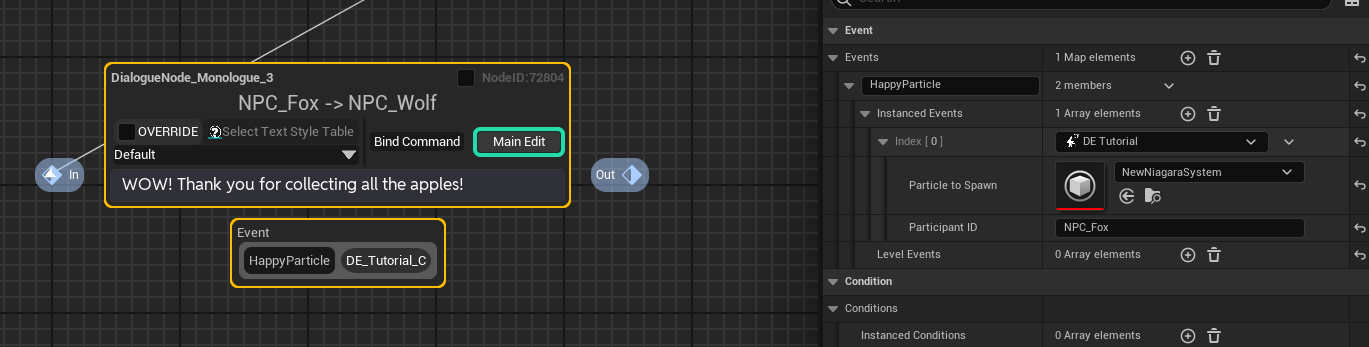 Search
DialogueNode_Monologue_3
NodeID:72804
NPC_Fox -> NPC_Wolf
OVERRIDE
Select Text Style Table
Default
Bind Command
Main Edit
In
Out
WOW! Thank you for collecting all the apples!
Event
HappyParticle
DE_Tutorial_C
Event
Events
1 Map elements
HappyParticle
2 members
Instanced Events
1 Array elements
Index [ 0 ]
DE Tutorial
Particle to Spawn
NewNiagaraSystem
Participant ID
NPC_Fox
Level Events
0 Array elements
Condition
Conditions
Instanced Conditions
0 Array elements